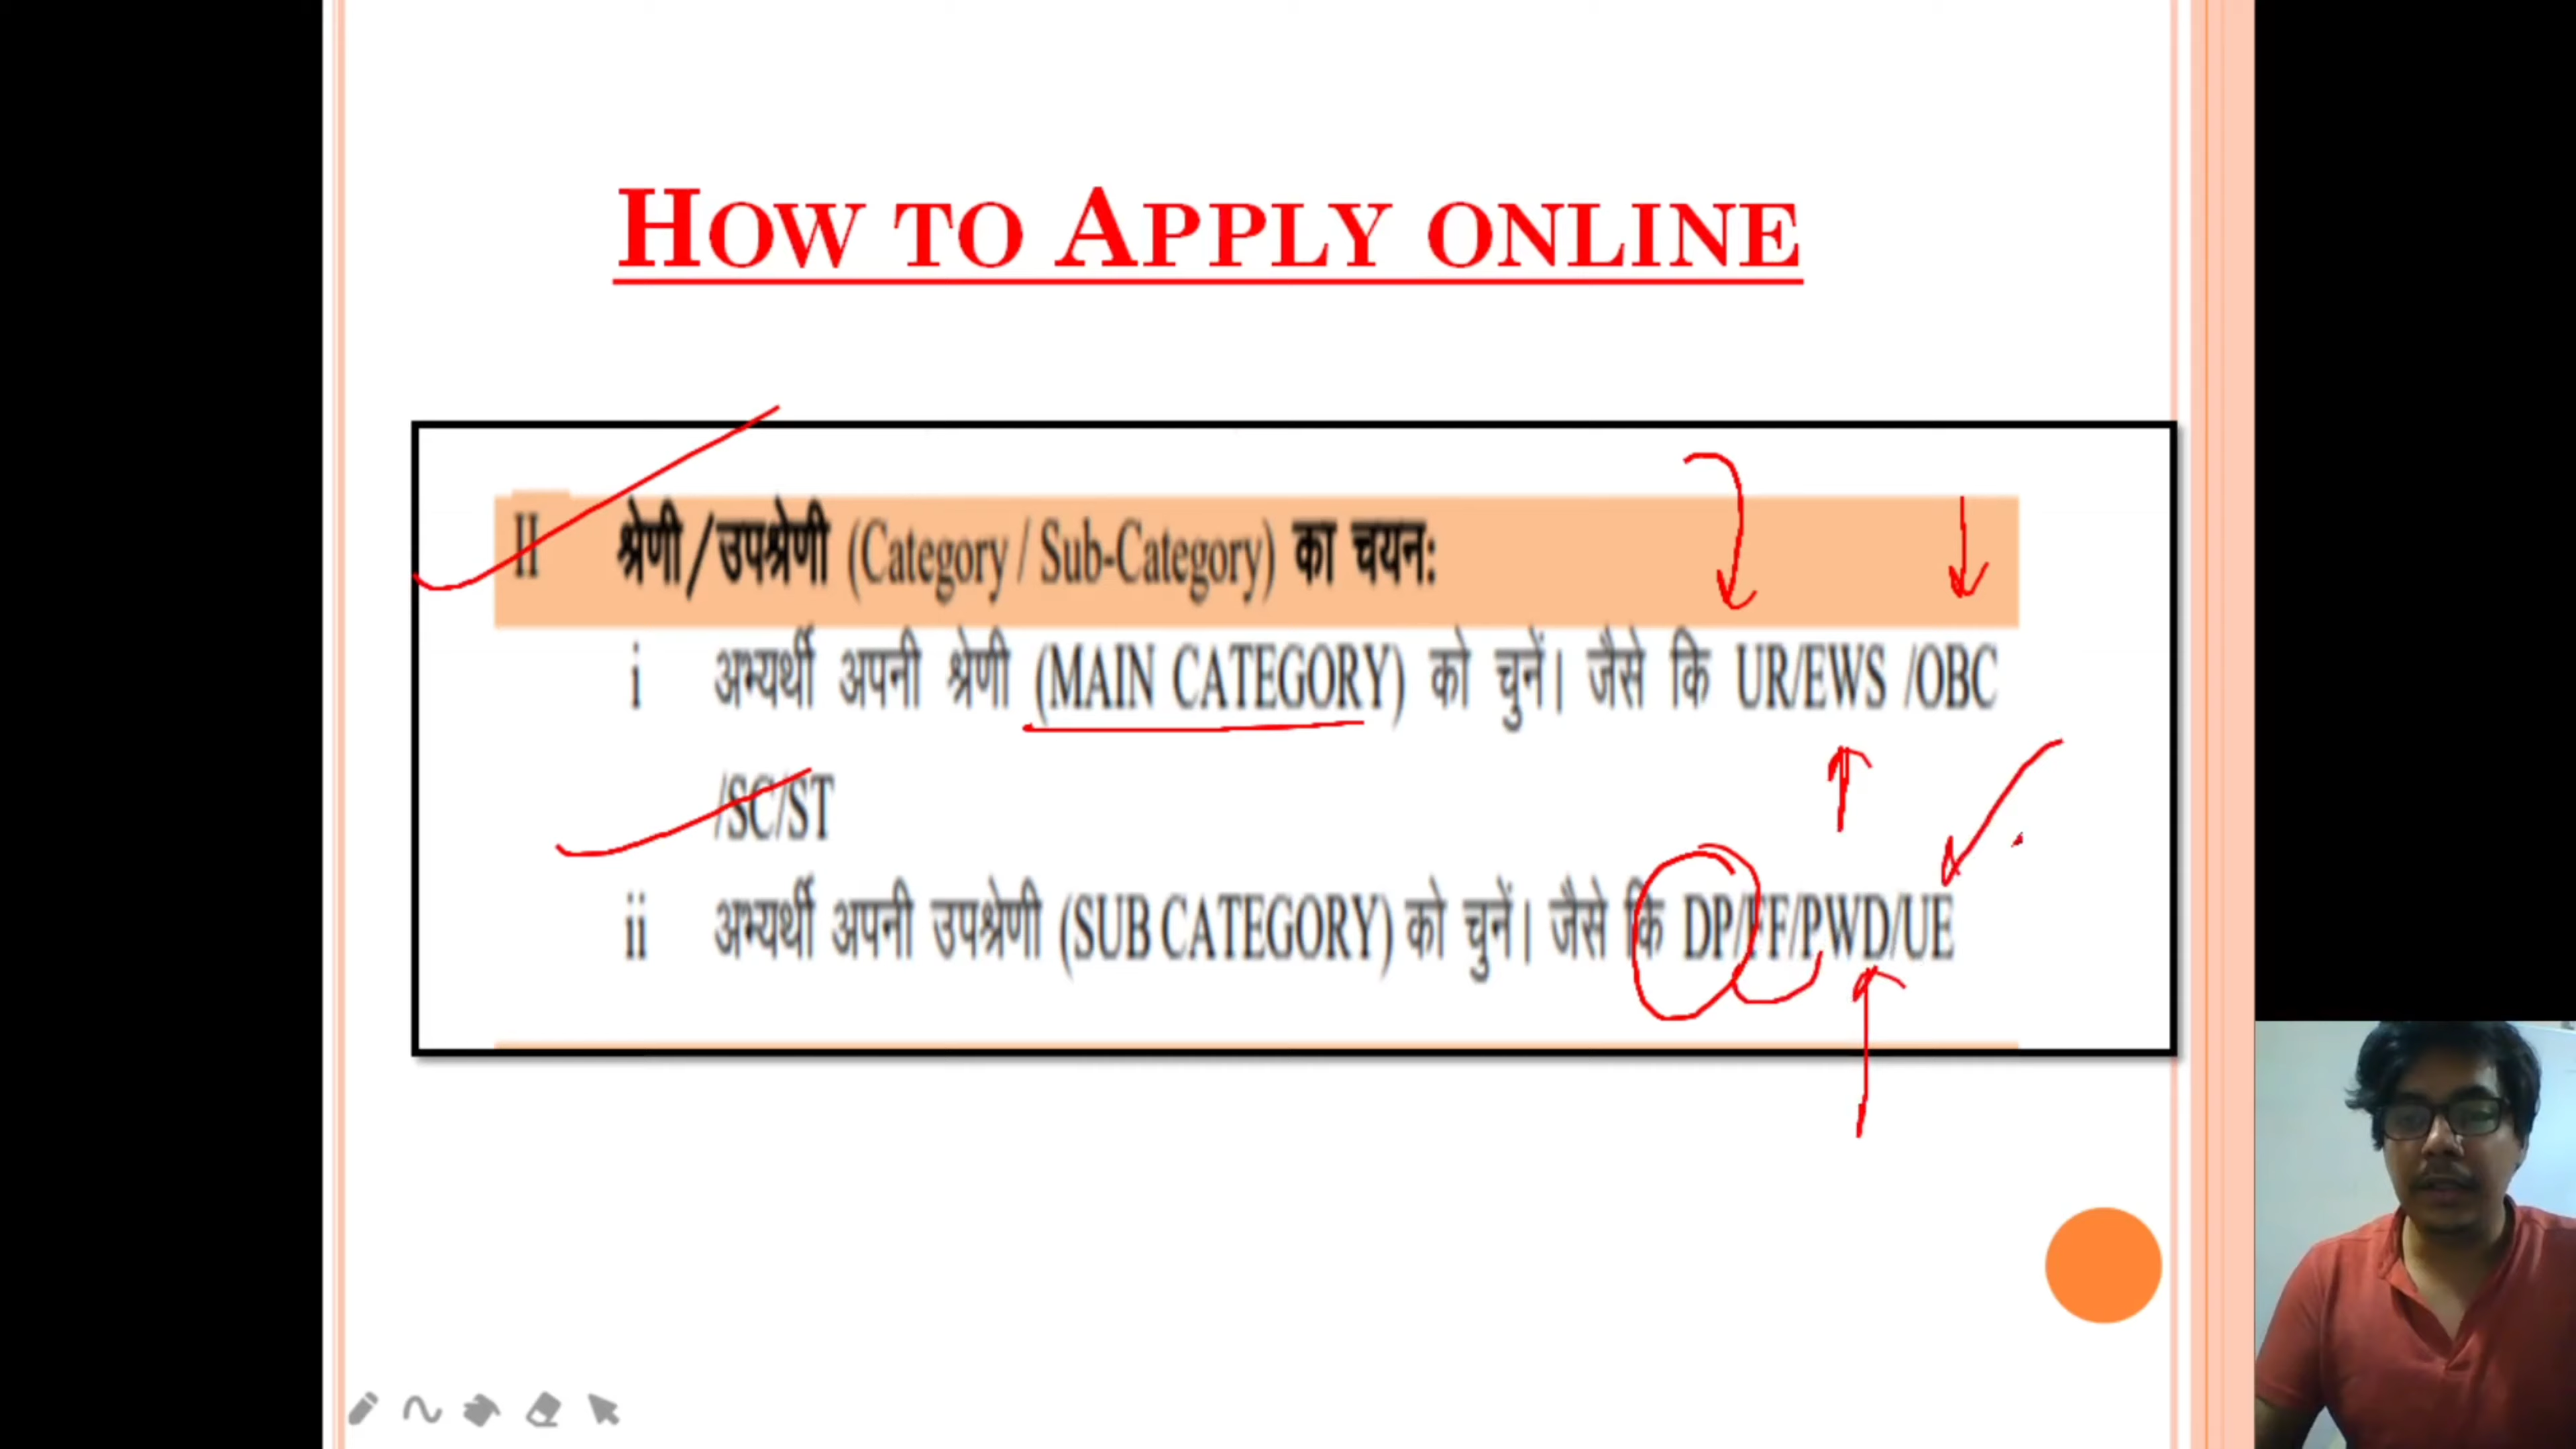 HOW TO APPLY ONLINE
II श्रेणी/उपश्रेणी (Category / Sub-Category) का चयन:
i अभ्यर्थी अपनी श्रेणी (MAIN CATEGORY) को चुनें। जैसे कि UR/EWS /OBC
/SC/ST
ii अभ्यर्थी अपनी उपश्रेणी (SUB CATEGORY) को चुनें। जैसे कि DP/FF/PWD/UE